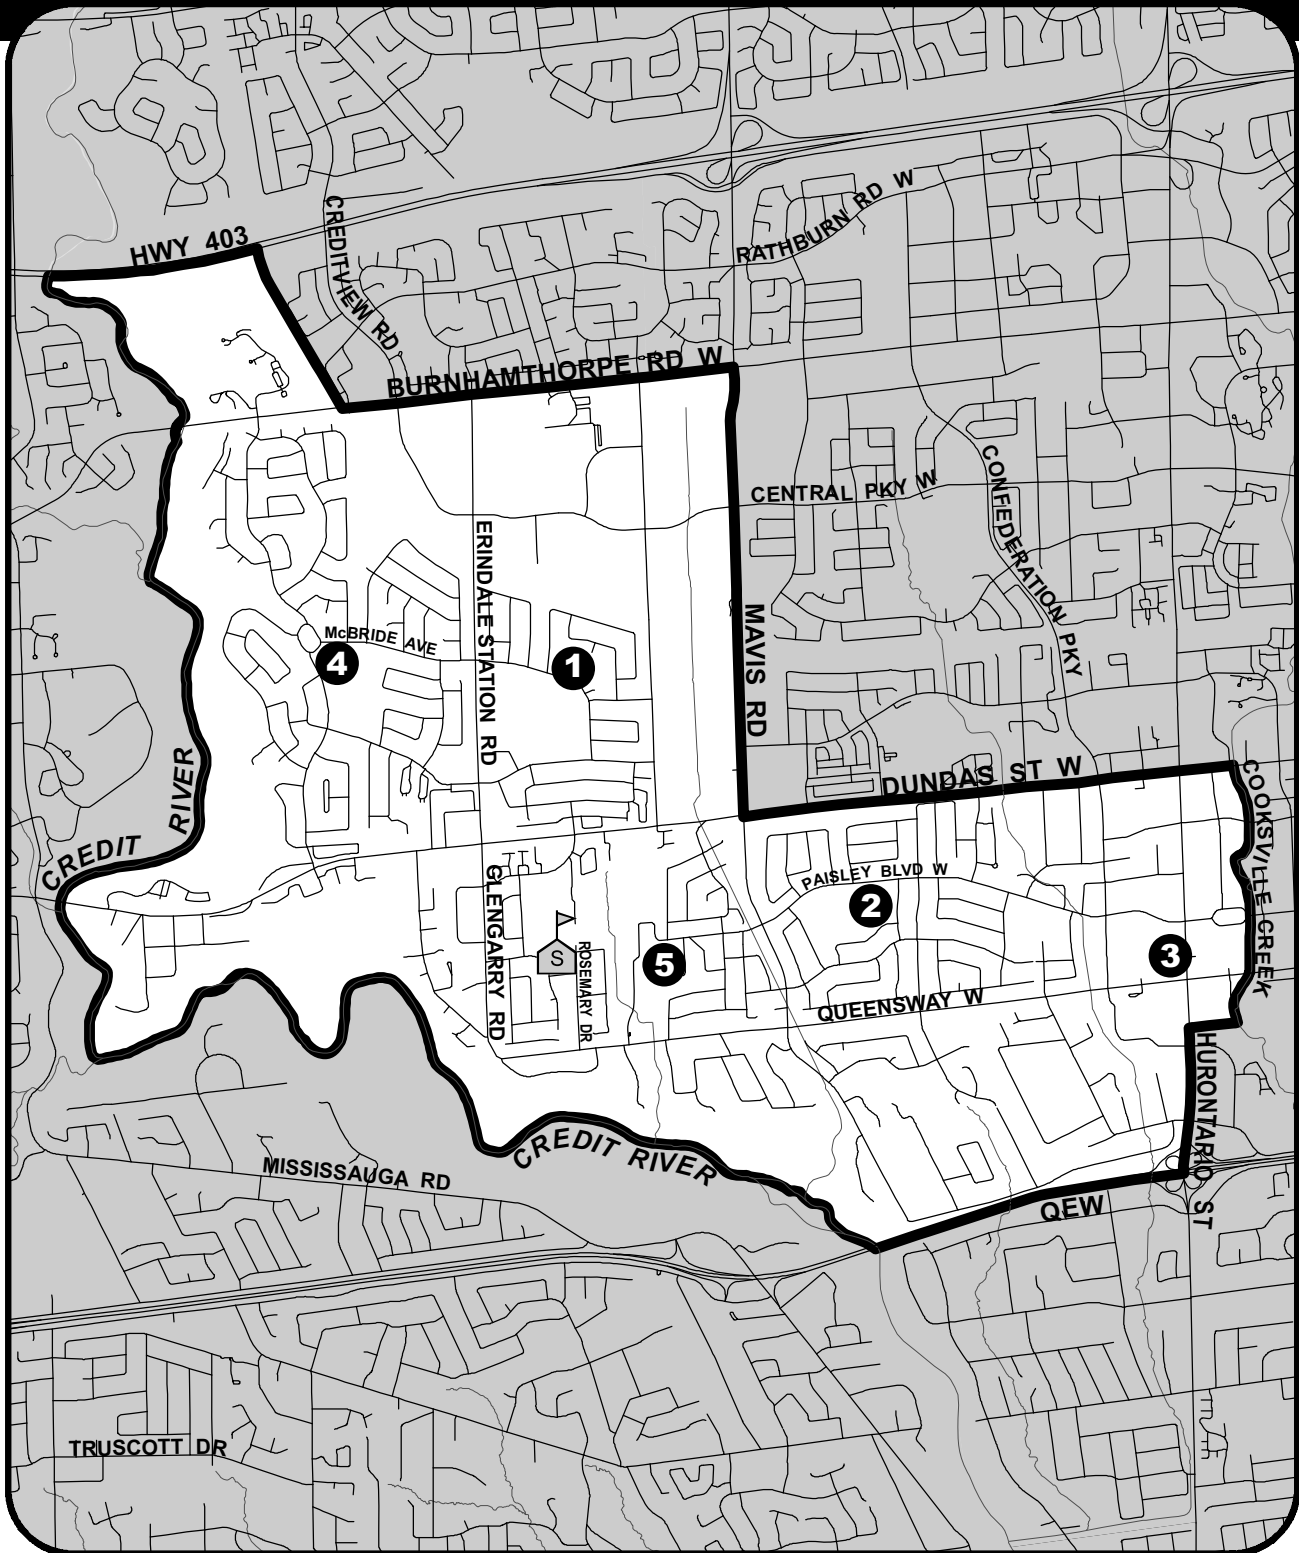 CREDITVIEW RD
HWY 403
RATHBURN RD W
BURNHAMTHORPE RD W
CENTRAL PKY W
CONFEDERATION PKY
ERINDALE STATION RD
McBRIDE AVE
4
1
MAVIS RD
CREDIT RIVER
DUNDAS ST W
COOKSVILLE CREEK
PAISLEY BLVD W
2
GLENGARRY RD
S
ROSEMARY DR
5
3
QUEENSWAY W
HURONTARIO ST
CREDIT RIVER
MISSISSAUGA RD
QEW
TRUSCOTT DR